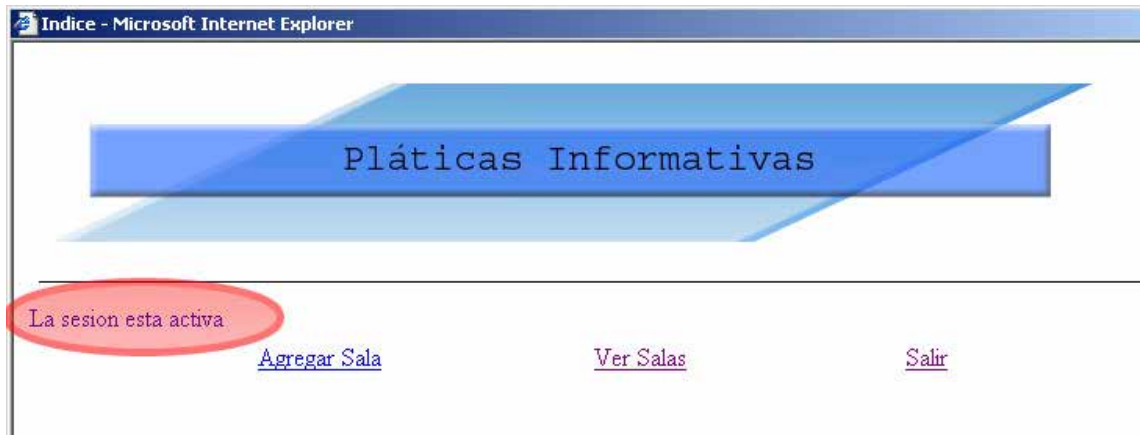 Indice - Microsoft Internet Explorer
Pláticas Informativas
La sesion esta activa
Agregar Sala Ver Salas Salir